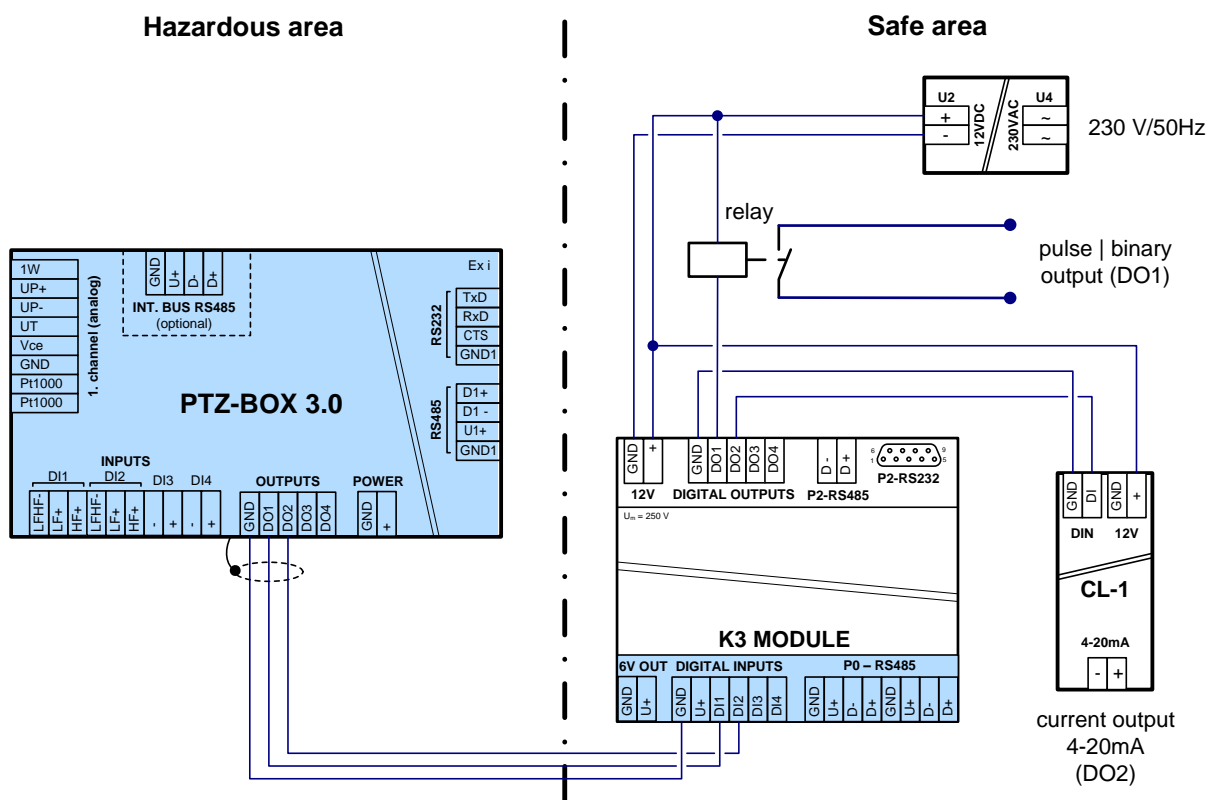 Hazardous area
Safe area
U2
+
-
12VDC
230VAC
U4
~
~
230 V/50Hz
relay
pulse | binary
output (DO1)
1W
UP+
UP-
UT
Vce
GND
Pt1000
Pt1000
1. channel (analog)
GND
U+
D-
D+
INT. BUS RS485
(optional)
Ex i
RS232
TxD
RxD
CTS
GND1
RS485
D1+
D1 -
U1+
GND1
PTZ-BOX 3.0
INPUTS
DI1
DI2
DI3
DI4
LFHF-
LF+
HF+
LFHF-
LF+
HF+
-
+
-
+
OUTPUTS
GND
DO1
DO2
DO3
DO4
POWER
GND
+
GND
+
12V
GND
DO1
DO2
DO3
DO4
DIGITAL OUTPUTS
D -
D +
P2-RS485
6
9
1
5
P2-RS232
Um = 250 V
K3 MODULE
6V OUT
DIGITAL INPUTS
P0 – RS485
GND
U+
GND
U+
DI1
DI2
DI3
DI4
GND
U+
D-
D+
GND
U+
D-
D+
GND
DI
GND
+
DIN
12V
CL-1
4-20mA
-
+
current output
4-20mA
(DO2)